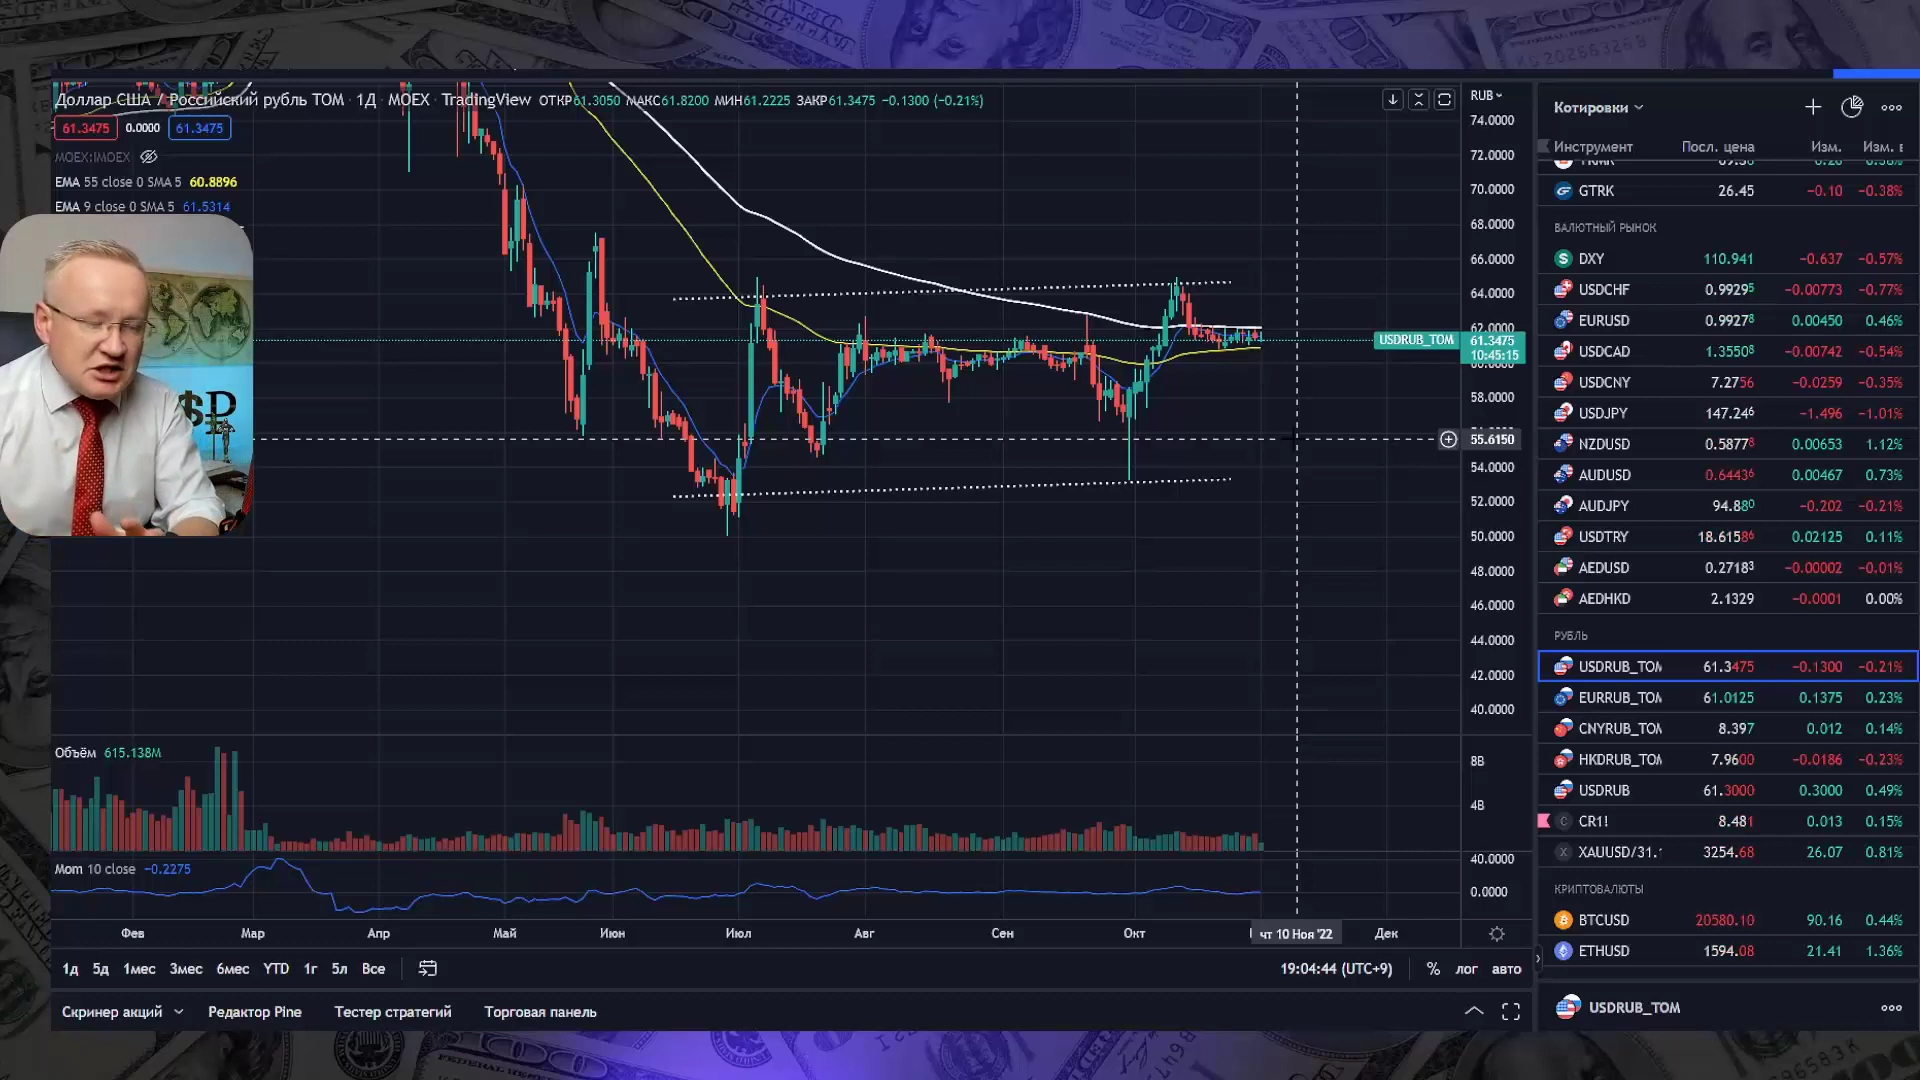 Доллар США / Российский рубль ТОМ · 1Д · MOEX · TradingView ОТКР61.3050 МАКС61.8200 МИН61.2225 ЗАКР61.3475 −0.1300 (−0.21%)
61.3475 0.0000 61.3475
MOEX:IMOEX
EMA 55 close 0 SMA 5 60.8896
EMA 9 close 0 SMA 5 61.5314
RUB
74.0000
72.0000
70.0000
68.0000
66.0000
64.0000
62.0000
USDRUB_TOM 61.3475
10:45:15
60.0000
58.0000
55.6150
54.0000
52.0000
50.0000
48.0000
46.0000
44.0000
42.0000
40.0000
Объём 615.138M
8B
4B
Mom 10 close −0.2275
40.0000
0.0000
Фев Мар Апр Май Июн Июл Авг Сен Окт чт 10 Ноя '22 Дек
1д 5д 1мес 3мес 6мес YTD 1г 5л Все 19:04:44 (UTC+9) % лог авто
Скринер акций Редактор Pine Тестер стратегий Торговая панель
Котировки
Инструмент Посл. цена Изм. Изм. в
GTRK 26.45 −0.10 −0.38%
ВАЛЮТНЫЙ РЫНОК
DXY 110.941 −0.637 −0.57%
USDCHF 0.99295 −0.00773 −0.77%
EURUSD 0.99278 0.00450 0.46%
USDCAD 1.35508 −0.00742 −0.54%
USDCNY 7.2756 −0.0259 −0.35%
USDJPY 147.246 −1.496 −1.01%
NZDUSD 0.58778 0.00653 1.12%
AUDUSD 0.64436 0.00467 0.73%
AUDJPY 94.880 −0.202 −0.21%
USDTRY 18.61586 0.02125 0.11%
AEDUSD 0.27183 −0.00002 −0.01%
AEDHKD 2.1329 −0.0001 0.00%
РУБЛЬ
USDRUB_TOM 61.3475 −0.1300 −0.21%
EURRUB_TOM 61.0125 0.1375 0.23%
CNYRUB_TOM 8.397 0.012 0.14%
HKDRUB_TOM 7.9600 −0.0186 −0.23%
USDRUB 61.3000 0.3000 0.49%
CR1! 8.481 0.013 0.15%
XAUUSD/31.1 3254.68 26.07 0.81%
КРИПТОВАЛЮТЫ
BTCUSD 20580.10 90.16 0.44%
ETHUSD 1594.08 21.41 1.36%
USDRUB_TOM